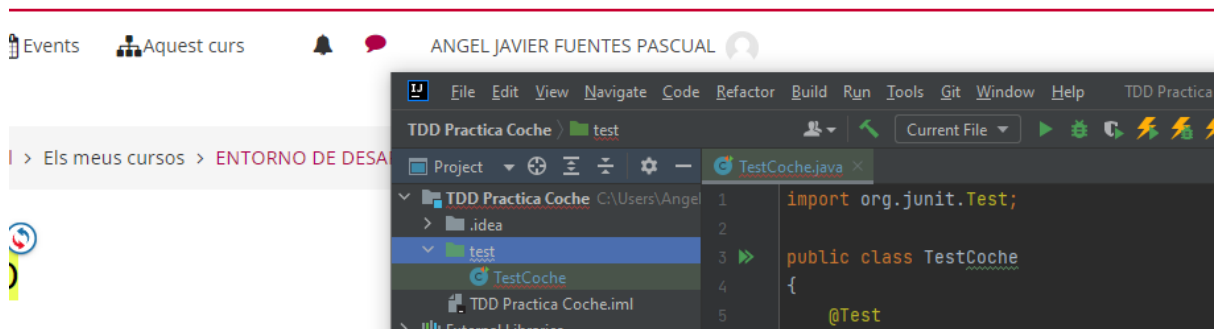 Events Aquest curs ANGEL JAVIER FUENTES PASCUAL
IJ File Edit View Navigate Code Refactor Build Run Tools Git Window Help TDD Practica
TDD Practica Coche > test Current File
> Els meus cursos > ENTORNO DE DESA
Project TestCoche.java
TDD Practica Coche C:\Users\Angel
1 import org.junit.Test;
.idea
2
test
3 public class TestCoche
TestCoche
4 {
TDD Practica Coche.iml
5 @Test
External Libraries